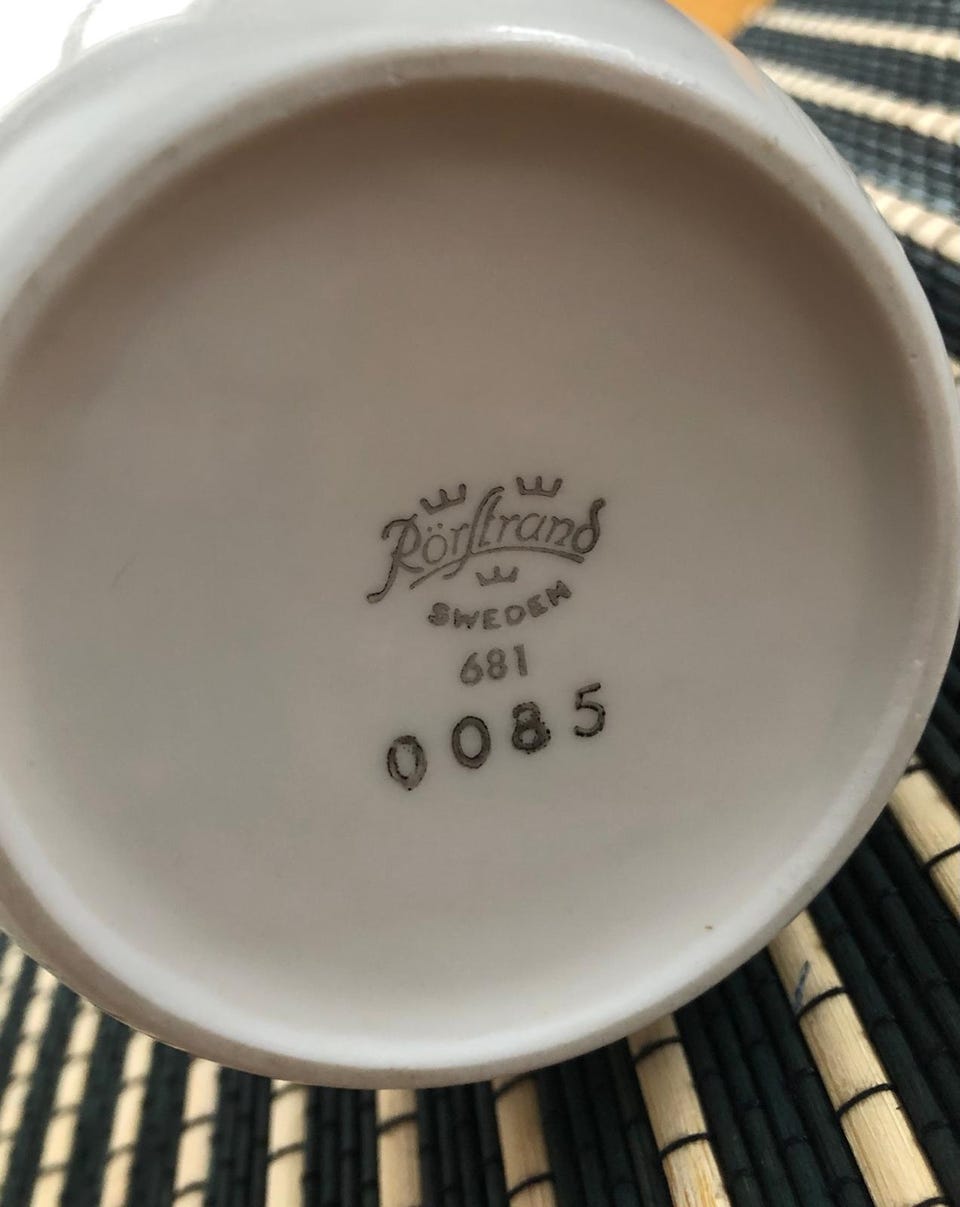 Rörstrand
SWEDEN
681
0085